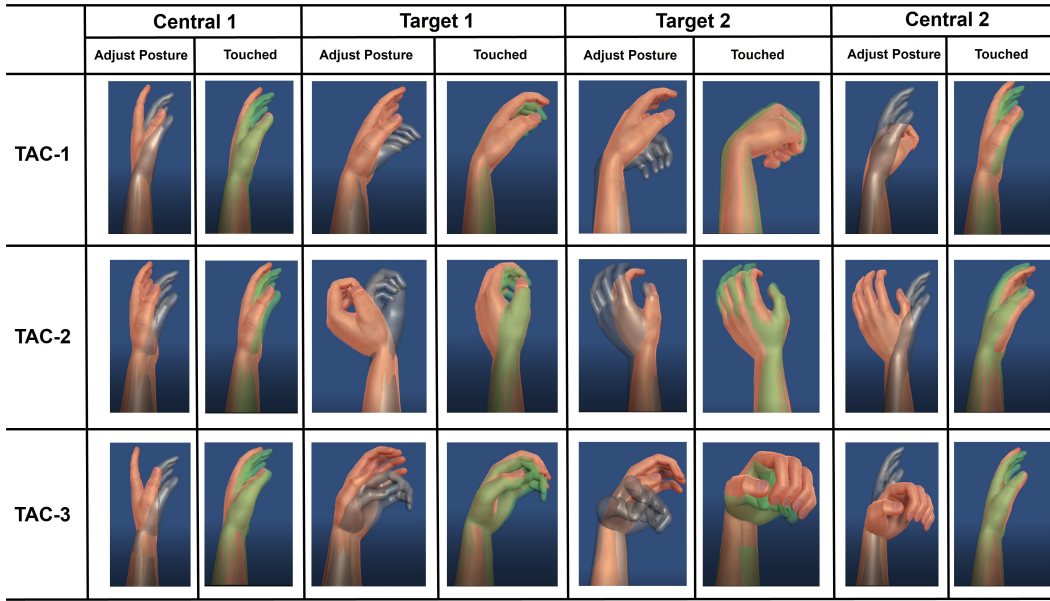 Central 1 Target 1 Target 2 Central 2
Adjust Posture Touched Adjust Posture Touched Adjust Posture Touched Adjust Posture Touched
TAC-1
TAC-2
TAC-3